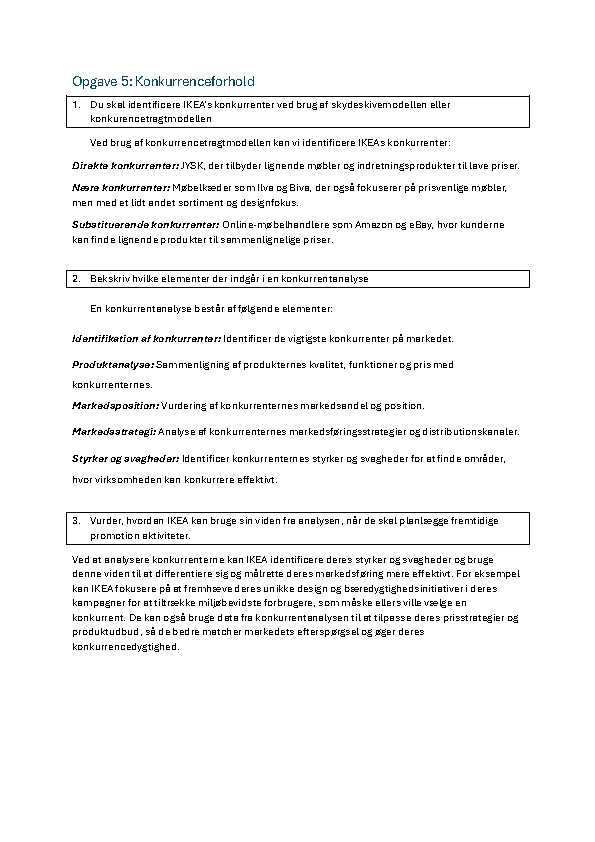 Opgave 5: Konkurrenceforhold
1. Du skal identificere IKEA's konkurrenter ved brug af skydeskivemodellen eller
konkurencetragtmodellen
Ved brug af konkurrencetragtmodellen kan vi identificere IKEAs konkurrenter:
Direkte konkurrenter: JYSK, der tilbyder lignende møbler og indretningsprodukter til lave priser.
Nære konkurrenter: Møbelkæder som Ilva og Biva, der også fokuserer på prisvenlige møbler,
men med et lidt andet sortiment og designfokus.
Substituerende konkurrenter: Online-møbelhandlere som Amazon og eBay, hvor kunderne
kan finde lignende produkter til sammenlignelige priser.
2. Bekskriv hvilke elementer der indgår i en konkurrentanalyse
En konkurrentanalyse består af følgende elementer:
Identifikation af konkurrenter: Identificer de vigtigste konkurrenter på markedet.
Produktanalyse: Sammenligning af produkternes kvalitet, funktioner og pris med
konkurrenternes.
Markedsposition: Vurdering af konkurrenternes markedsandel og position.
Markedsstrategi: Analyse af konkurrenternes markedsføringsstrategier og distributionskanaler.
Styrker og svagheder: Identificer konkurrenternes styrker og svagheder for at finde områder,
hvor virksomheden kan konkurrere effektivt.
3. Vurder, hvordan IKEA kan bruge sin viden fra analysen, når de skal planlægge fremtidige
promotion aktiviteter.
Ved at analysere konkurrenterne kan IKEA identificere deres styrker og svagheder og bruge
denne viden til at differentiere sig og målrette deres markedsføring mere effektivt. For eksempel
kan IKEA fokusere på at fremhæve deres unikke design og bæredygtighedsinitiativer i deres
kampagner for at tiltrække miljøbevidste forbrugere, som måske ellers ville vælge en
konkurrent. De kan også bruge data fra konkurrentanalysen til at tilpasse deres prisstrategier og
produktudbud, så de bedre matcher markedets efterspørgsel og øger deres
konkurrencedygtighed.